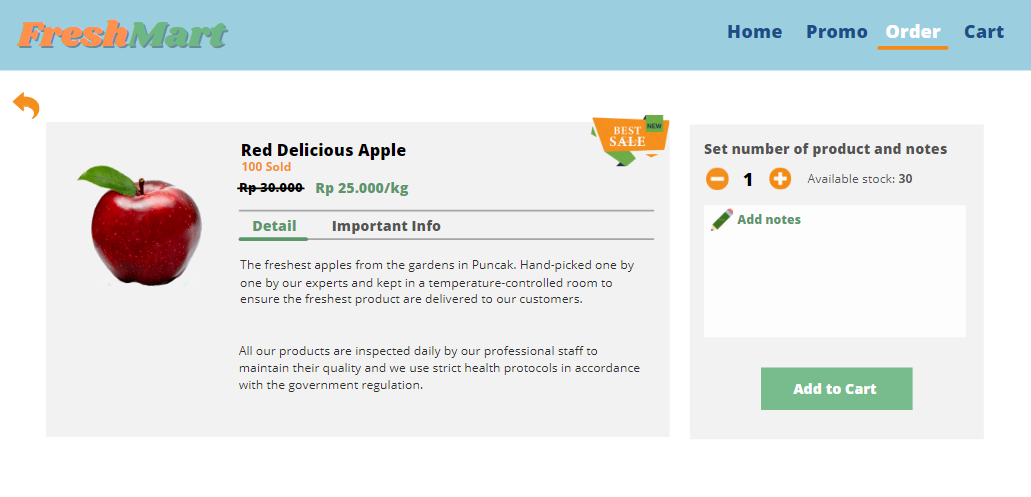 FreshMart
Home Promo Order Cart
BEST SALE NEW
Red Delicious Apple
100 Sold
Rp 30.000 Rp 25.000/kg
Detail Important Info
The freshest apples from the gardens in Puncak. Hand-picked one by
one by our experts and kept in a temperature-controlled room to
ensure the freshest product are delivered to our customers.
All our products are inspected daily by our professional staff to
maintain their quality and we use strict health protocols in accordance
with the government regulation.
Set number of product and notes
1 Available stock: 30
Add notes
Add to Cart